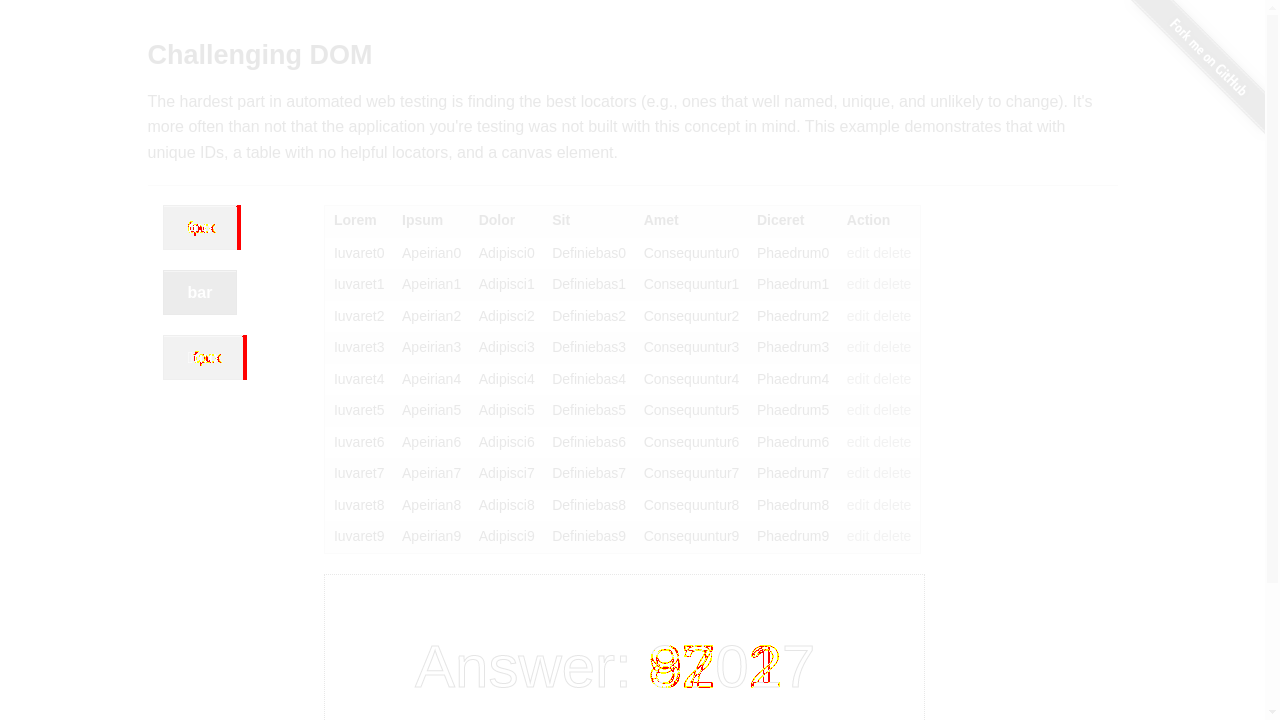 Fork me on GitHub
Challenging DOM
The hardest part in automated web testing is finding the best locators (e.g., ones that well named, unique, and unlikely to change). It's
more often than not that the application you're testing was not built with this concept in mind. This example demonstrates that with
unique IDs, a table with no helpful locators, and a canvas element.
bar
Lorem Ipsum Dolor Sit Amet Diceret Action
Iuvaret0 Apeirian0 Adipisci0 Definiebas0 Consequuntur0 Phaedrum0 edit delete
Iuvaret1 Apeirian1 Adipisci1 Definiebas1 Consequuntur1 Phaedrum1 edit delete
Iuvaret2 Apeirian2 Adipisci2 Definiebas2 Consequuntur2 Phaedrum2 edit delete
Iuvaret3 Apeirian3 Adipisci3 Definiebas3 Consequuntur3 Phaedrum3 edit delete
Iuvaret4 Apeirian4 Adipisci4 Definiebas4 Consequuntur4 Phaedrum4 edit delete
Iuvaret5 Apeirian5 Adipisci5 Definiebas5 Consequuntur5 Phaedrum5 edit delete
Iuvaret6 Apeirian6 Adipisci6 Definiebas6 Consequuntur6 Phaedrum6 edit delete
Iuvaret7 Apeirian7 Adipisci7 Definiebas7 Consequuntur7 Phaedrum7 edit delete
Iuvaret8 Apeirian8 Adipisci8 Definiebas8 Consequuntur8 Phaedrum8 edit delete
Iuvaret9 Apeirian9 Adipisci9 Definiebas9 Consequuntur9 Phaedrum9 edit delete
Answer: